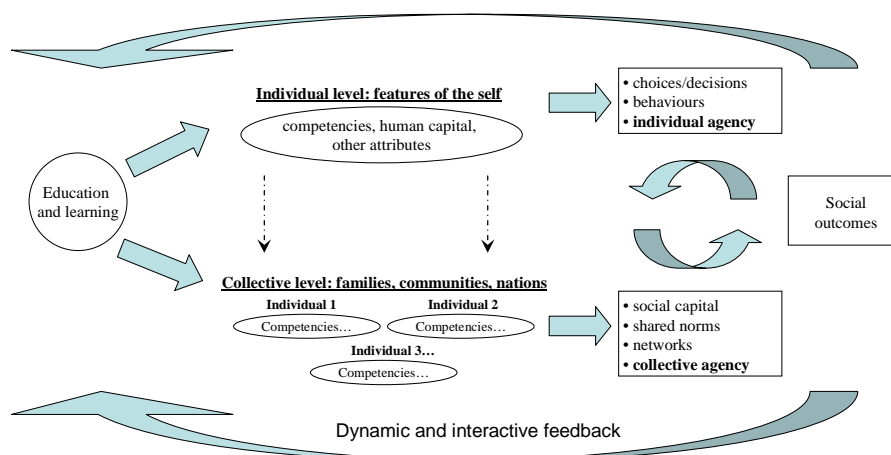 Individual level: features of the self
competencies, human capital,
other attributes
• choices/decisions
• behaviours
• individual agency
Education
and learning
Social
outcomes
Collective level: families, communities, nations
Individual 1
Individual 2
Competencies…
Competencies…
Individual 3…
Competencies…
• social capital
• shared norms
• networks
• collective agency
Dynamic and interactive feedback